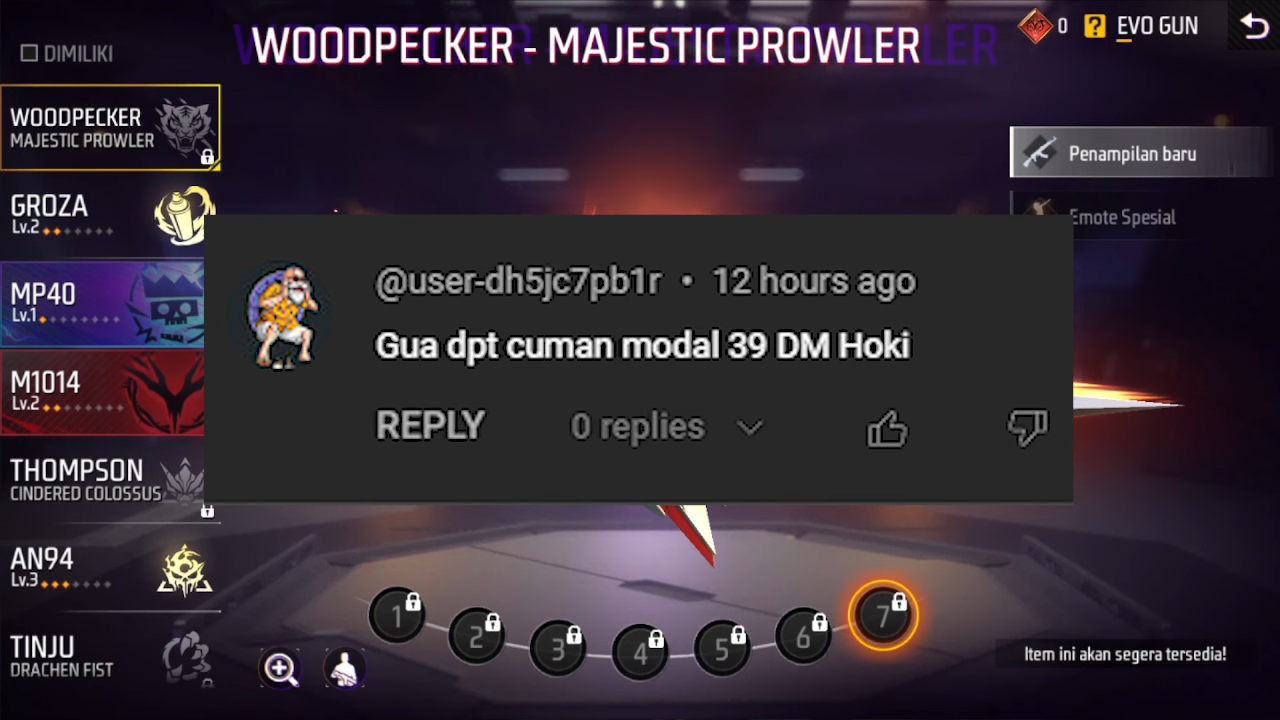 DIMILIKI
WOODPECKER - MAJESTIC PROWLER
0
?
EVO GUN
WOODPECKER
MAJESTIC PROWLER
GROZA
Lv.2
MP40
Lv.1
M1014
Lv.2
THOMPSON
CINDERED COLOSSUS
AN94
Lv.3
TINJU
DRACHEN FIST
Penampilan baru
Emote Spesial
@user-dh5jc7pb1r • 12 hours ago
Gua dpt cuman modal 39 DM Hoki
REPLY 0 replies
1
2
3
4
5
6
7
Item ini akan segera tersedia!